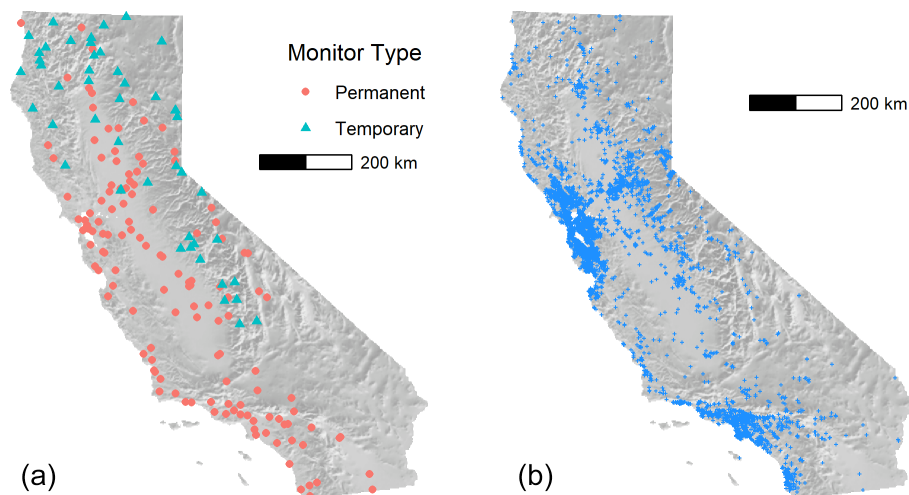 Monitor Type
Permanent
Temporary
200 km
200 km
(a)
(b)